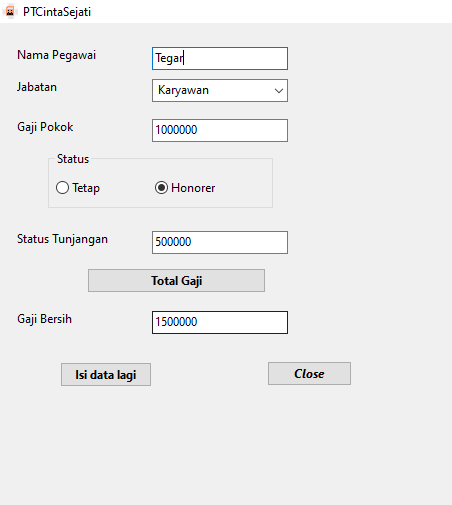 PTCintaSejati
Nama Pegawai Tegar
Jabatan Karyawan
Gaji Pokok 1000000
Status
Tetap Honorer
Status Tunjangan 500000
Total Gaji
Gaji Bersih 1500000
Isi data lagi Close